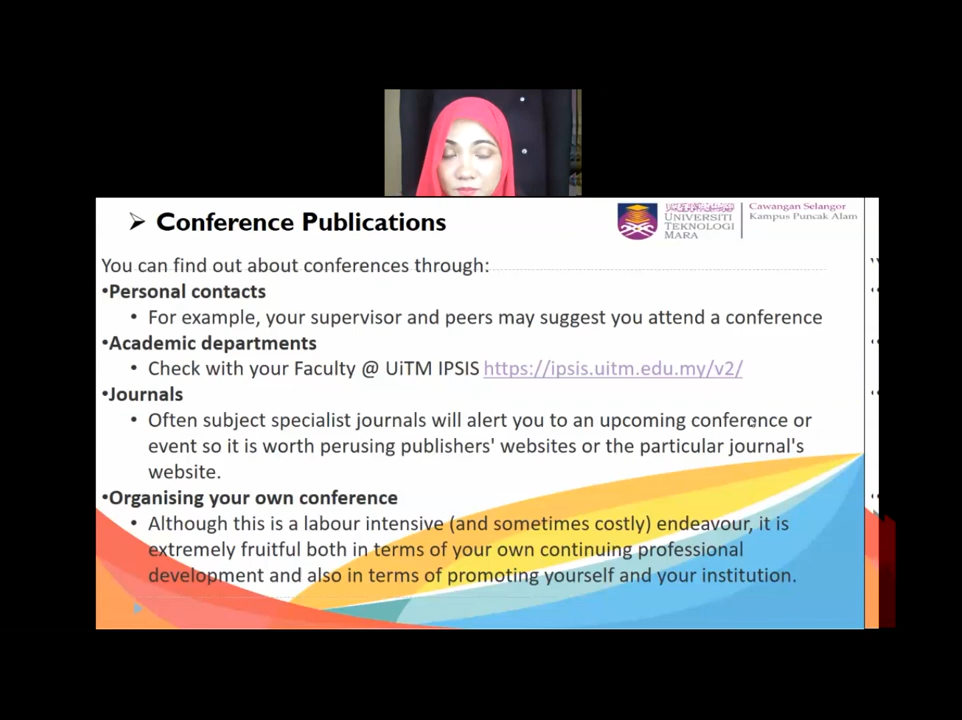 ➢ Conference Publications
UNIVERSITI
TEKNOLOGI
MARA
Cawangan Selangor
Kampus Puncak Alam
You can find out about conferences through:
•Personal contacts
• For example, your supervisor and peers may suggest you attend a conference
•Academic departments
• Check with your Faculty @ UiTM IPSIS https://ipsis.uitm.edu.my/v2/
•Journals
• Often subject specialist journals will alert you to an upcoming conference or
event so it is worth perusing publishers' websites or the particular journal's
website.
•Organising your own conference
• Although this is a labour intensive (and sometimes costly) endeavour, it is
extremely fruitful both in terms of your own continuing professional
development and also in terms of promoting yourself and your institution.